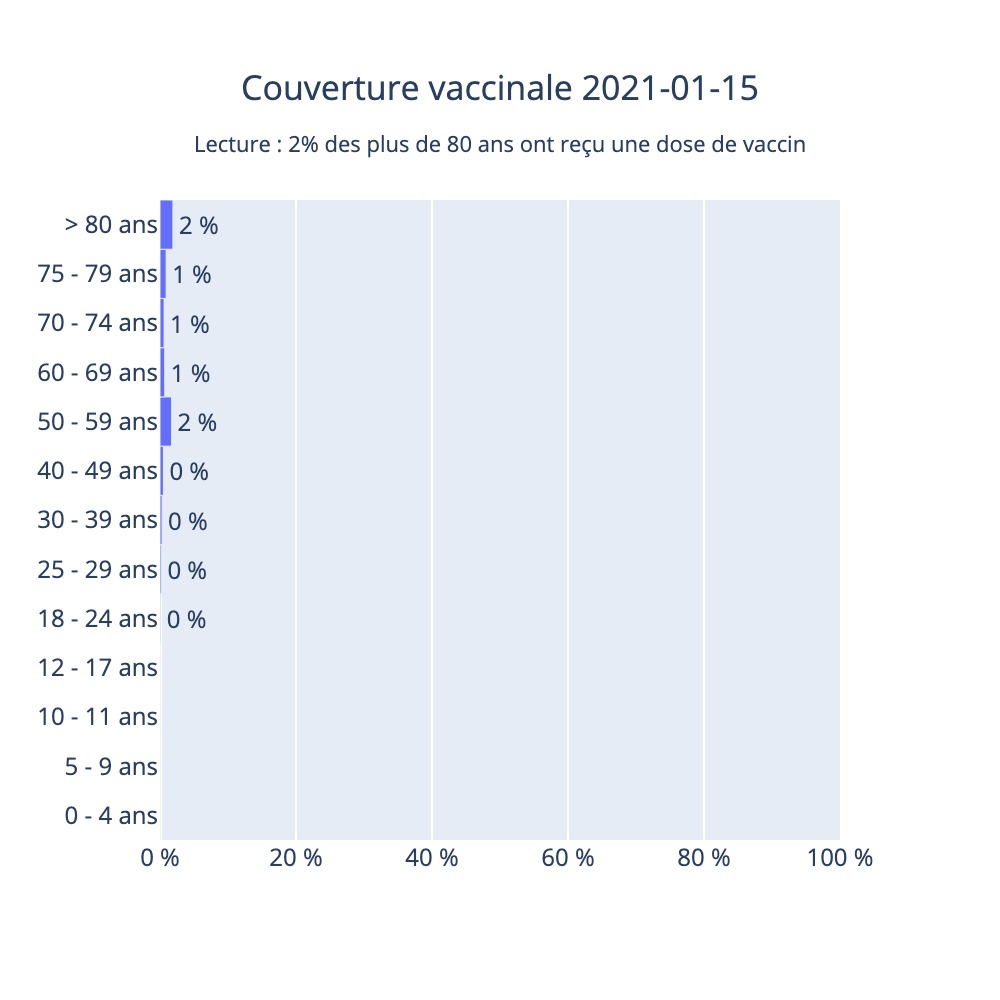 Couverture vaccinale 2021-01-15
Lecture : 2% des plus de 80 ans ont reçu une dose de vaccin
> 80 ans 2 %
75 - 79 ans 1 %
70 - 74 ans 1 %
60 - 69 ans 1 %
50 - 59 ans 2 %
40 - 49 ans 0 %
30 - 39 ans 0 %
25 - 29 ans 0 %
18 - 24 ans 0 %
12 - 17 ans
10 - 11 ans
5 - 9 ans
0 - 4 ans
0 % 20 % 40 % 60 % 80 % 100 %